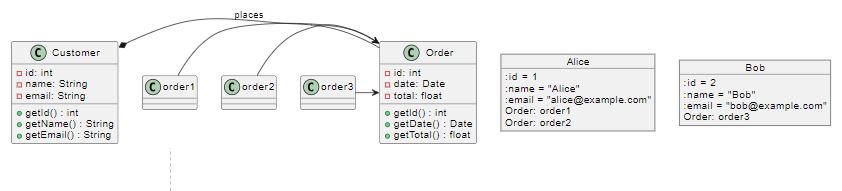 places
C Customer
id: int
name: String
email: String
getId() : int
getName() : String
getEmail() : String
C order1
C order2
C order3
C Order
id: int
date: Date
total: float
getId() : int
getDate() : Date
getTotal() : float
Alice
:id = 1
:name = "Alice"
:email = "alice@example.com"
Order: order1
Order: order2
Bob
:id = 2
:name = "Bob"
:email = "bob@example.com"
Order: order3